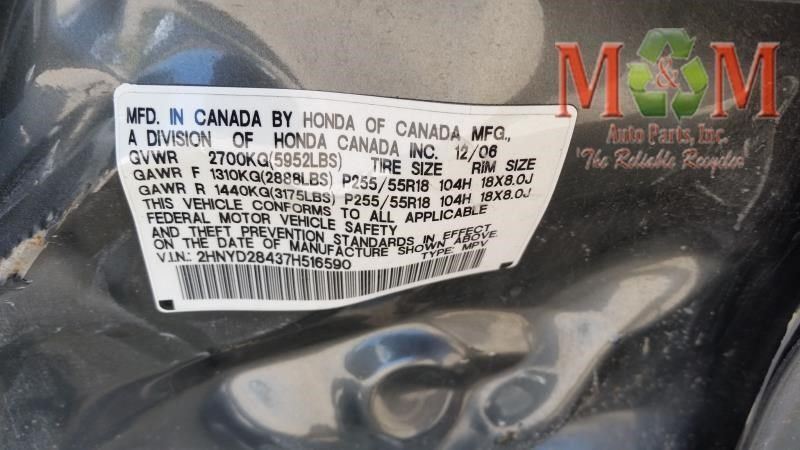 MFD. IN CANADA BY HONDA OF CANADA MFG.,
A DIVISION OF HONDA CANADA INC. 12/06
GVWR 2700KG(5952LBS) TIRE SIZE RIM SIZE
GAWR F 1310KG(2888LBS) P255/55R18 104H 18X8.0J
GAWR R 1440KG(3175LBS) P255/55R18 104H 18X8.0J
THIS VEHICLE CONFORMS TO ALL APPLICABLE
FEDERAL MOTOR VEHICLE SAFETY
AND THEFT PREVENTION STANDARDS IN EFFECT
ON THE DATE OF MANUFACTURE SHOWN ABOVE.
V.I.N.: 2HNYD28437H516590 TYPE: MPV
M&M
Auto Parts, Inc.
"The Reliable Recycler"